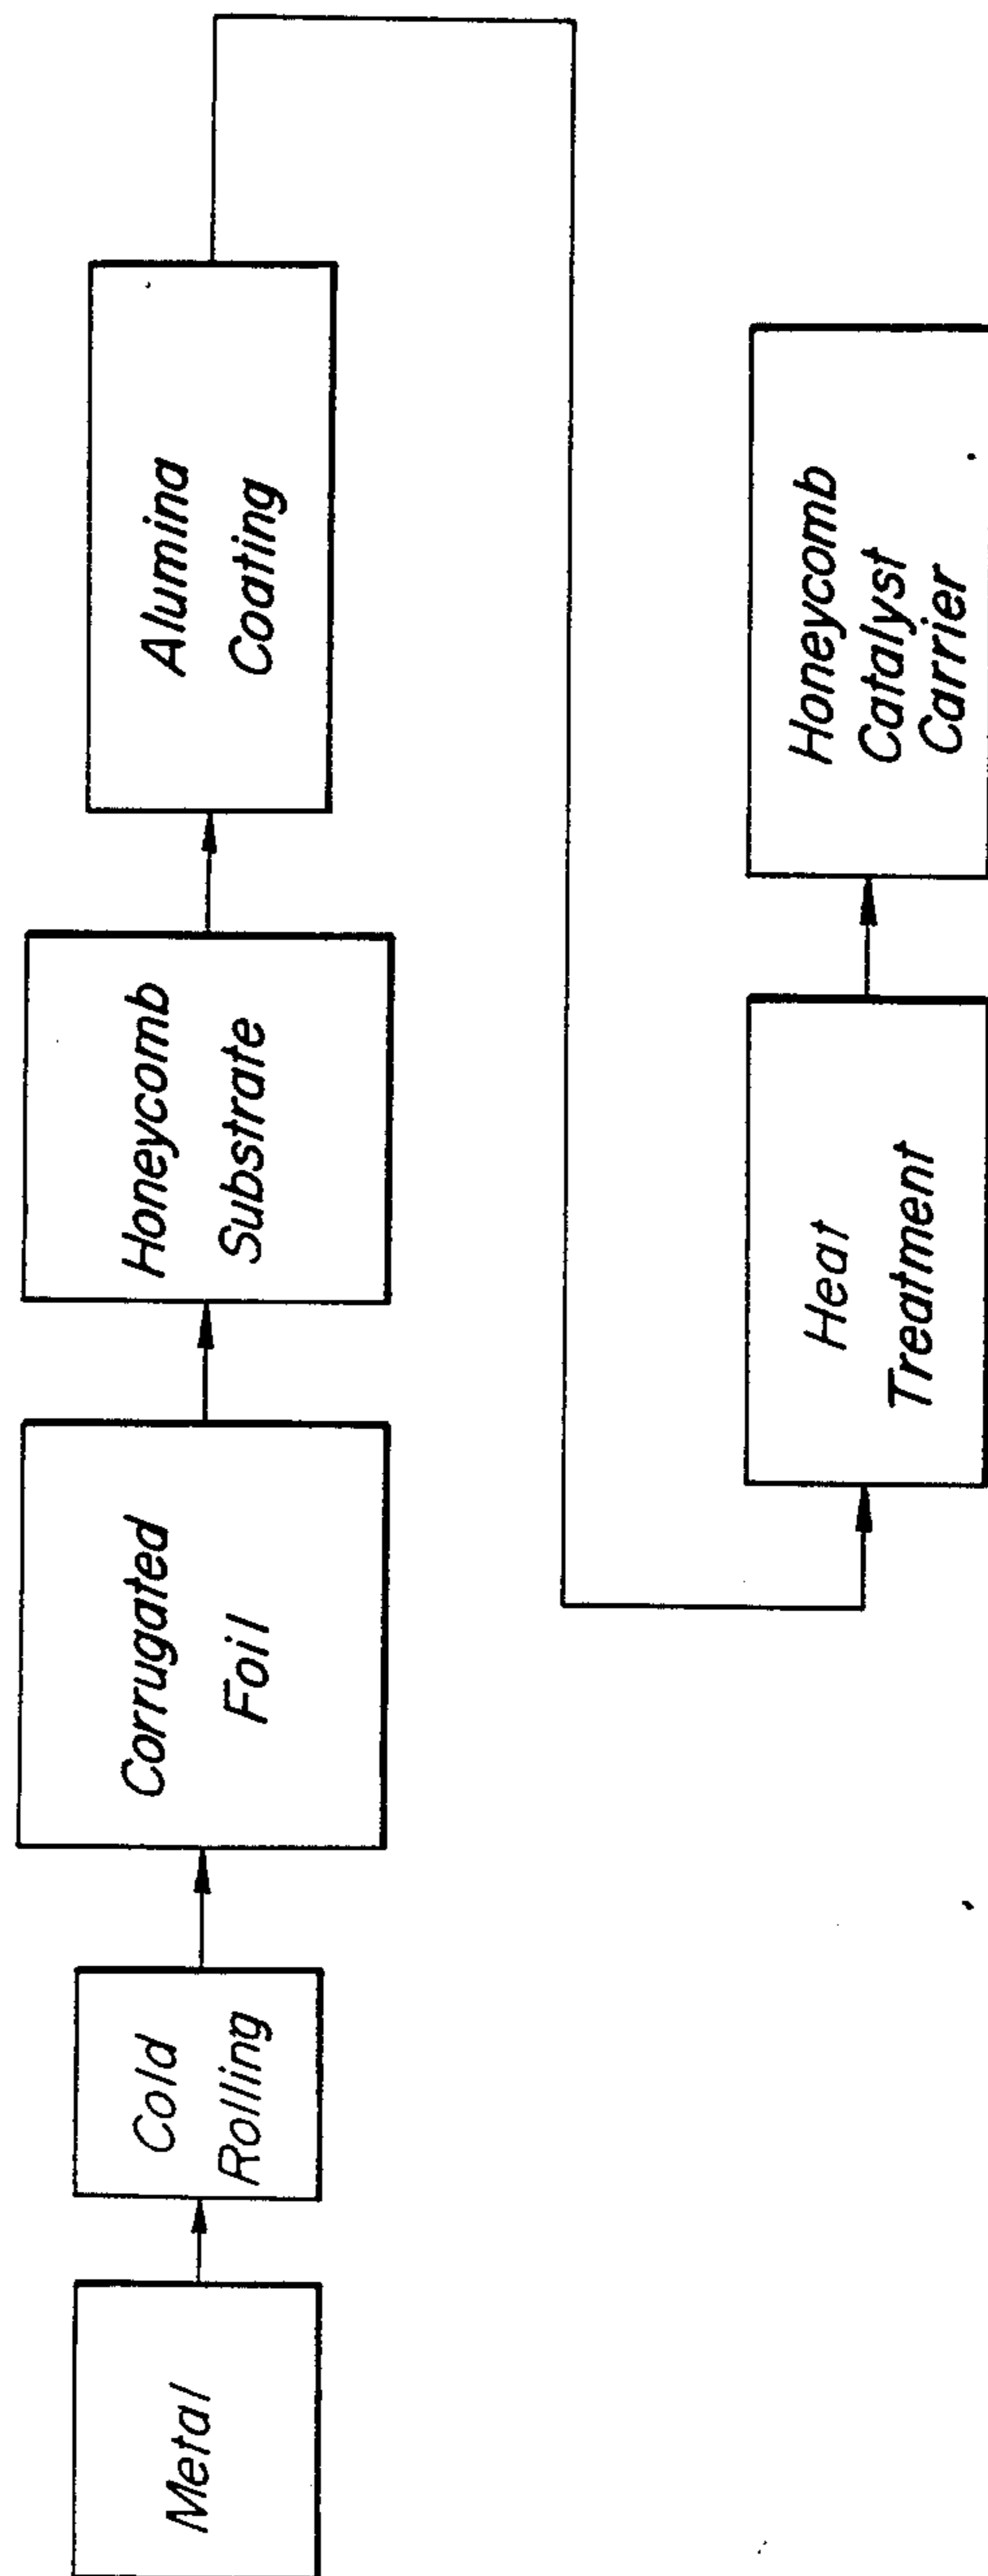 Metal
Cold
Rolling
Corrugated
Foil
Honeycomb
Substrate
Alumina
Coating
Heat
Treatment
Honeycomb
Catalyst
Carrier